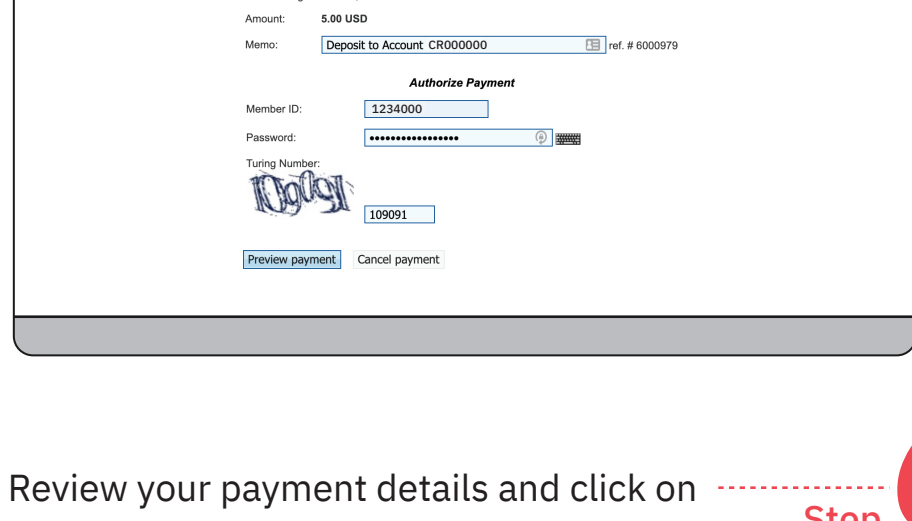 Amount: 5.00 USD
Memo: Deposit to Account CR000000 ref. # 6000979
Authorize Payment
Member ID: 1234000
Password: ••••••••••••••••
Turing Number:
109091
109091
Preview payment Cancel payment
Review your payment details and click on
Step